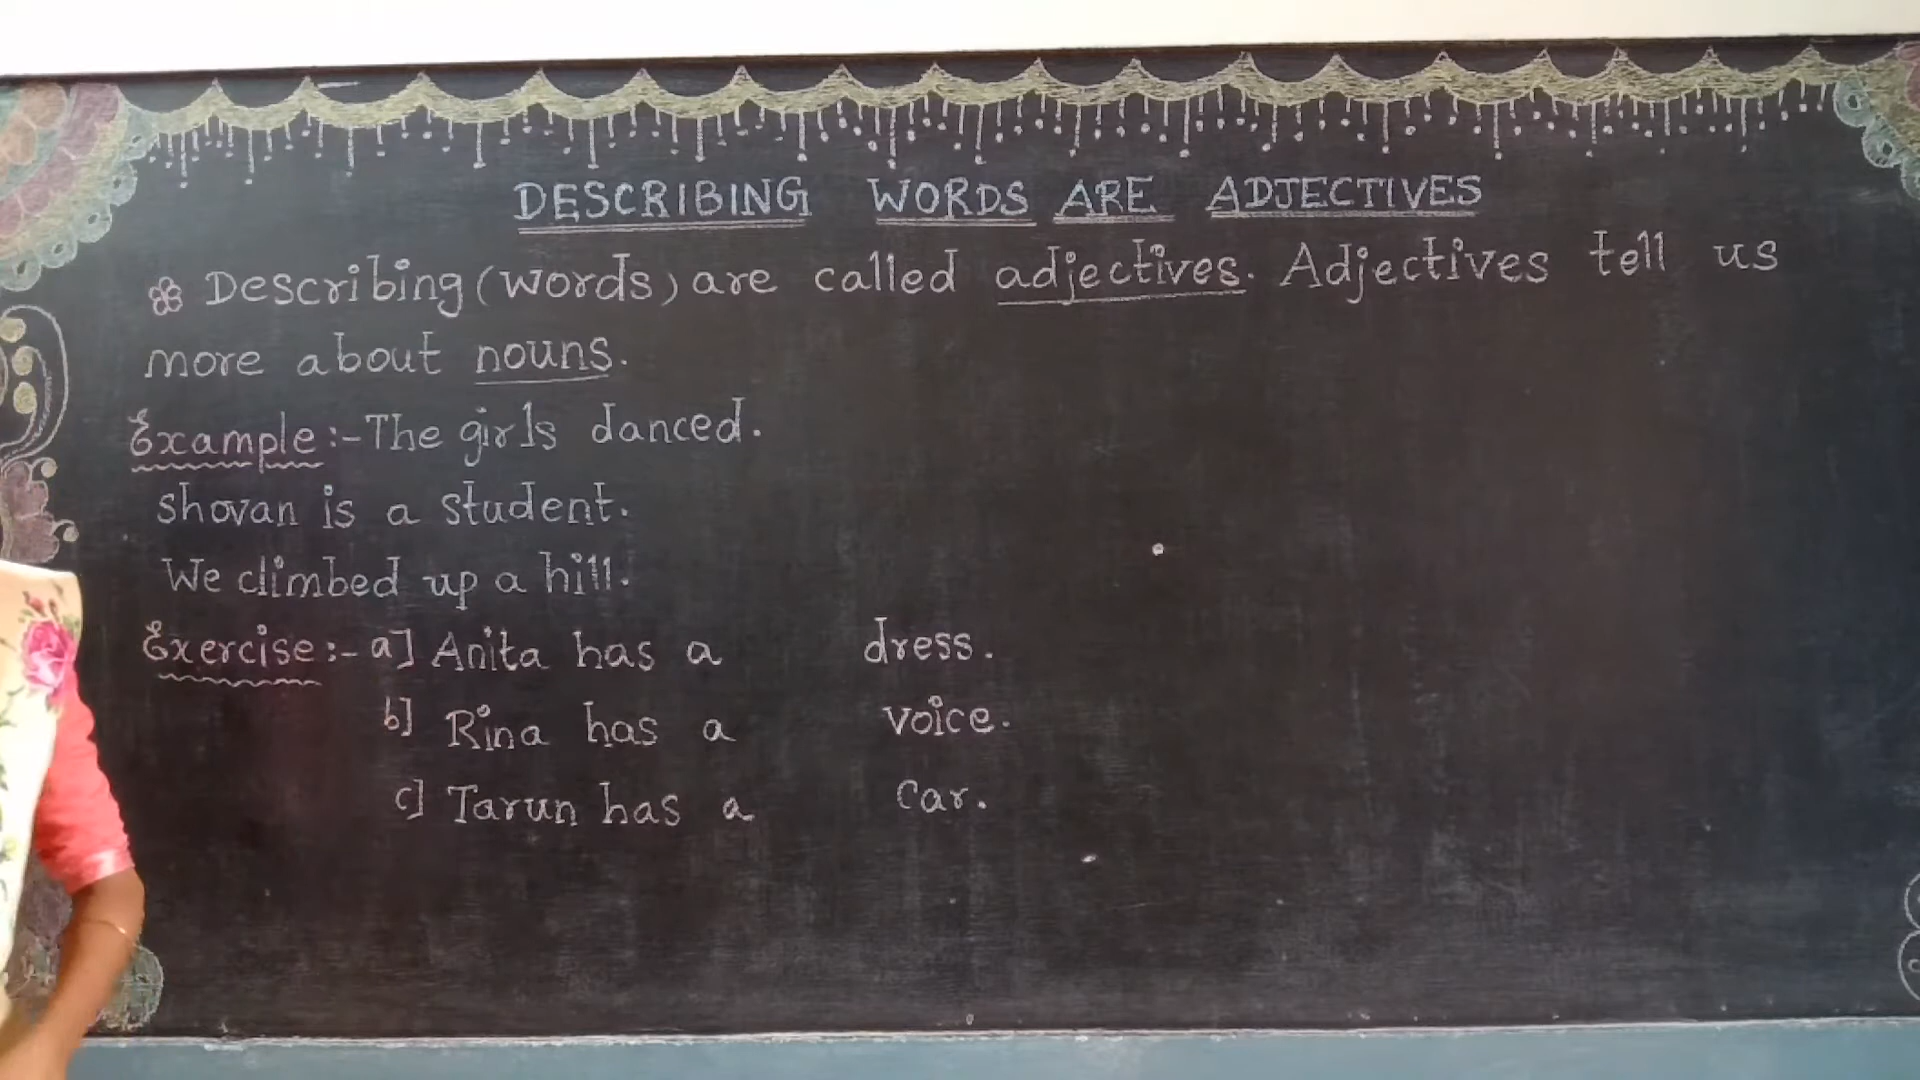 DESCRIBING WORDS ARE ADJECTIVES
Describing (words) are called adjectives. Adjectives tell us
more about nouns.
Example :- The girls danced.
Shovan is a student.
We climbed up a hill.
Exercise :- a] Anita has a dress.
b] Rina has a voice.
c] Tarun has a car.